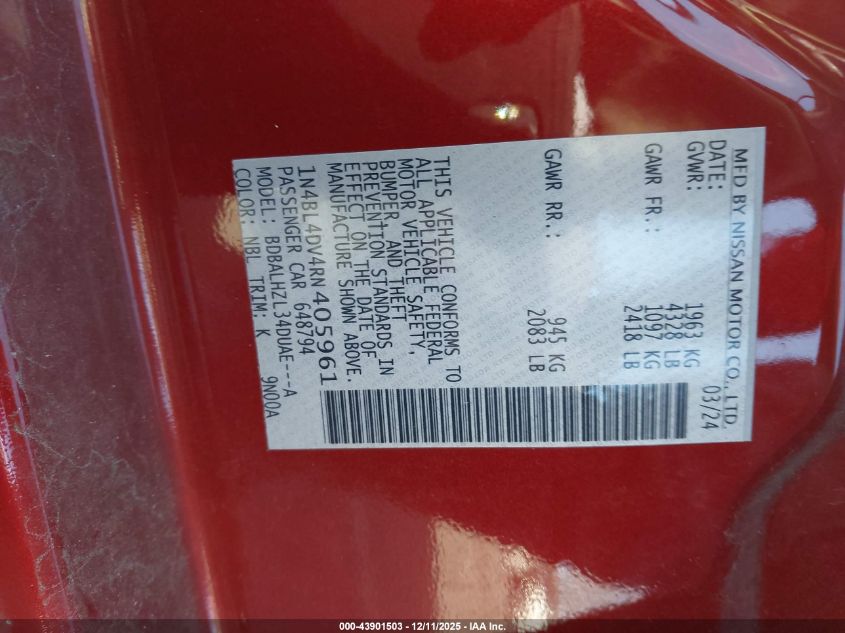 MFD BY NISSAN MOTOR CO., LTD.
DATE: 03/24
GVWR: 1963 KG
4328 LB
GAWR FR.: 1097 KG
2418 LB
GAWR RR.: 945 KG
2083 LB
THIS VEHICLE CONFORMS TO
ALL APPLICABLE FEDERAL
MOTOR VEHICLE SAFETY,
BUMPER, AND THEFT
PREVENTION STANDARDS IN
EFFECT ON THE DATE OF
MANUFACTURE SHOWN ABOVE.
1N4BL4DV4RN405961
PASSENGER CAR 648794
MODEL: BDBALHZL34DUAE---A
COLOR: NBL TRIM: K 9N00A
000-43901503 - 12/11/2025 - IAA Inc.